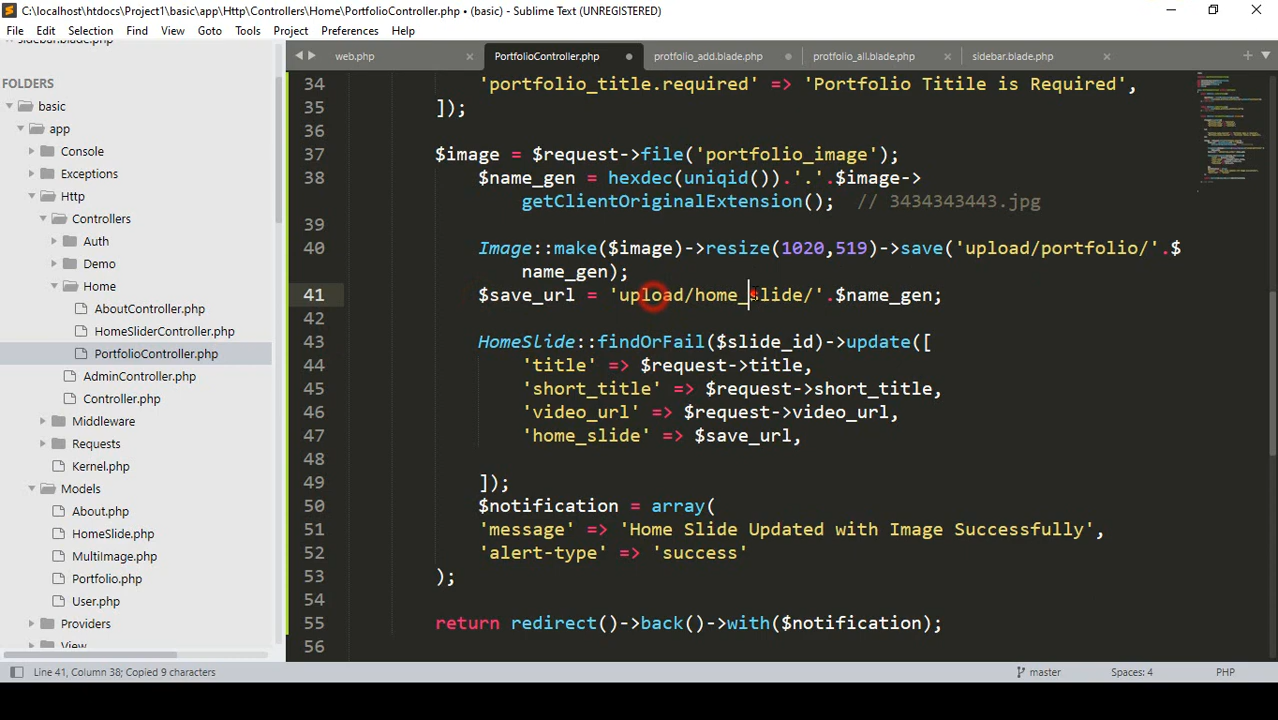 C:\localhost\htdocs\Project1\basic\app\Http\Controllers\Home\PortfolioController.php • (basic) - Sublime Text (UNREGISTERED)
File Edit Selection Find View Goto Tools Project Preferences Help
sidebar.blade.php
web.php PortfolioController.php protfolio_add.blade.php protfolio_all.blade.php sidebar.blade.php
FOLDERS
basic
app
Console
Exceptions
Http
Controllers
Auth
Demo
Home
AboutController.php
HomeSliderController.php
PortfolioController.php
AdminController.php
Controller.php
Middleware
Requests
Kernel.php
Models
About.php
HomeSlide.php
MultiImage.php
Portfolio.php
User.php
Providers
View
34 'portfolio_title.required' => 'Portfolio Titile is Required',
35 ]);
36
37 $image = $request->file('portfolio_image');
38 $name_gen = hexdec(uniqid()).'.'.$image->
getClientOriginalExtension(); // 3434343443.jpg
39
40 Image::make($image)->resize(1020,519)->save('upload/portfolio/'.$
name_gen);
41 $save_url = 'upload/home_slide/'.$name_gen;
42
43 HomeSlide::findOrFail($slide_id)->update([
44 'title' => $request->title,
45 'short_title' => $request->short_title,
46 'video_url' => $request->video_url,
47 'home_slide' => $save_url,
48
49 ]);
50 $notification = array(
51 'message' => 'Home Slide Updated with Image Successfully',
52 'alert-type' => 'success'
53 );
54
55 return redirect()->back()->with($notification);
56
Line 41, Column 38; Copied 9 characters master Spaces: 4 PHP